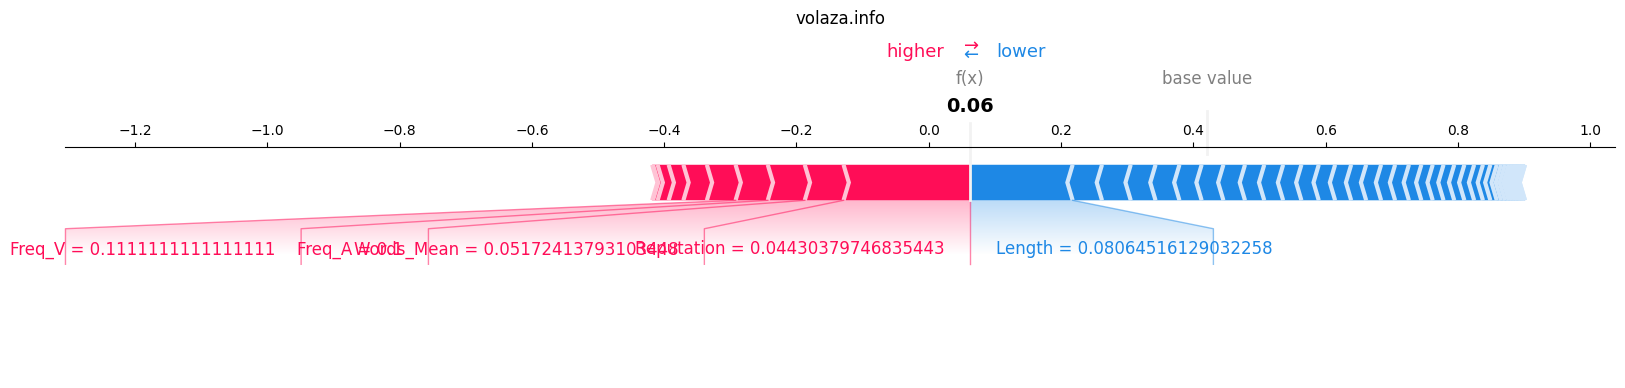 volaza.info
higher ⇄ lower
f(x) base value
0.06
−1.2 −1.0 −0.8 −0.6 −0.4 −0.2 0.0 0.2 0.4 0.6 0.8 1.0
Freq_V = 0.1111111111111111 Freq_A = 0.1 Words_Mean = 0.05172413793103448 Reputation = 0.04430379746835443 Length = 0.08064516129032258